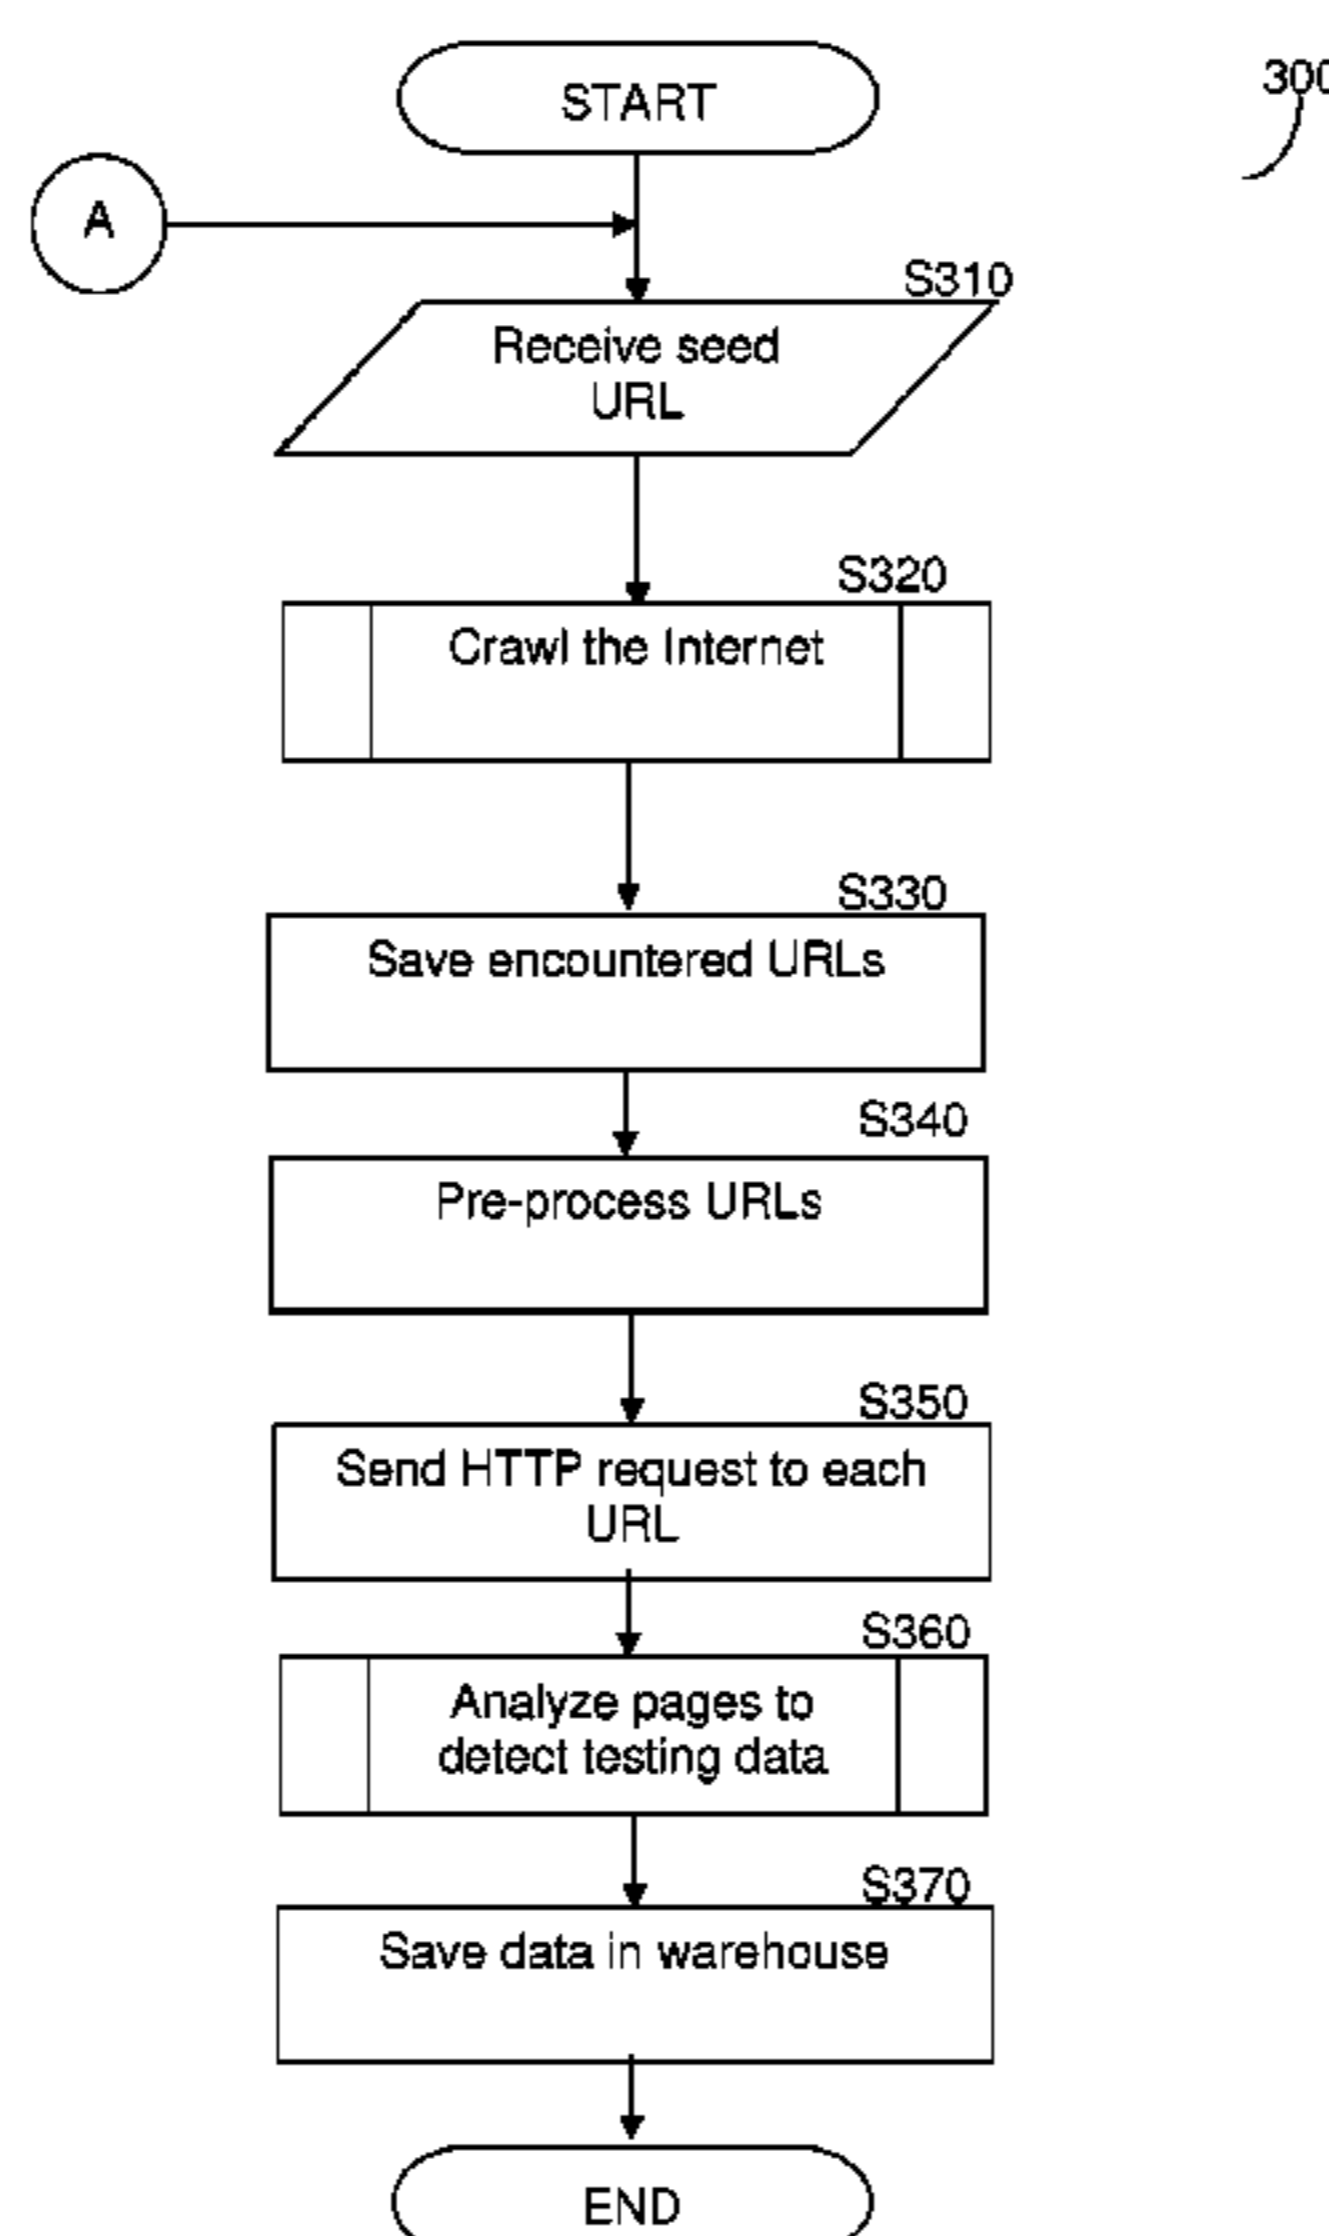 START
300
A
S310
Receive seed
URL
S320
Crawl the Internet
S330
Save encountered URLs
S340
Pre-process URLs
S350
Send HTTP request to each
URL
S360
Analyze pages to
detect testing data
S370
Save data in warehouse
END